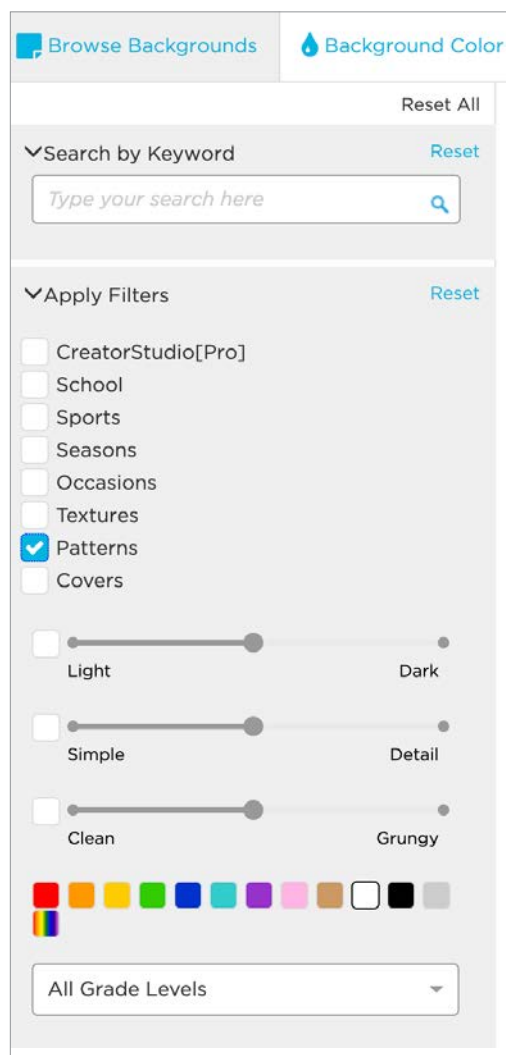 Browse Backgrounds
Background Color
Reset All
Search by Keyword
Reset
Type your search here
Apply Filters
Reset
CreatorStudio[Pro]
School
Sports
Seasons
Occasions
Textures
Patterns
Covers
Light
Dark
Simple
Detail
Clean
Grungy
All Grade Levels